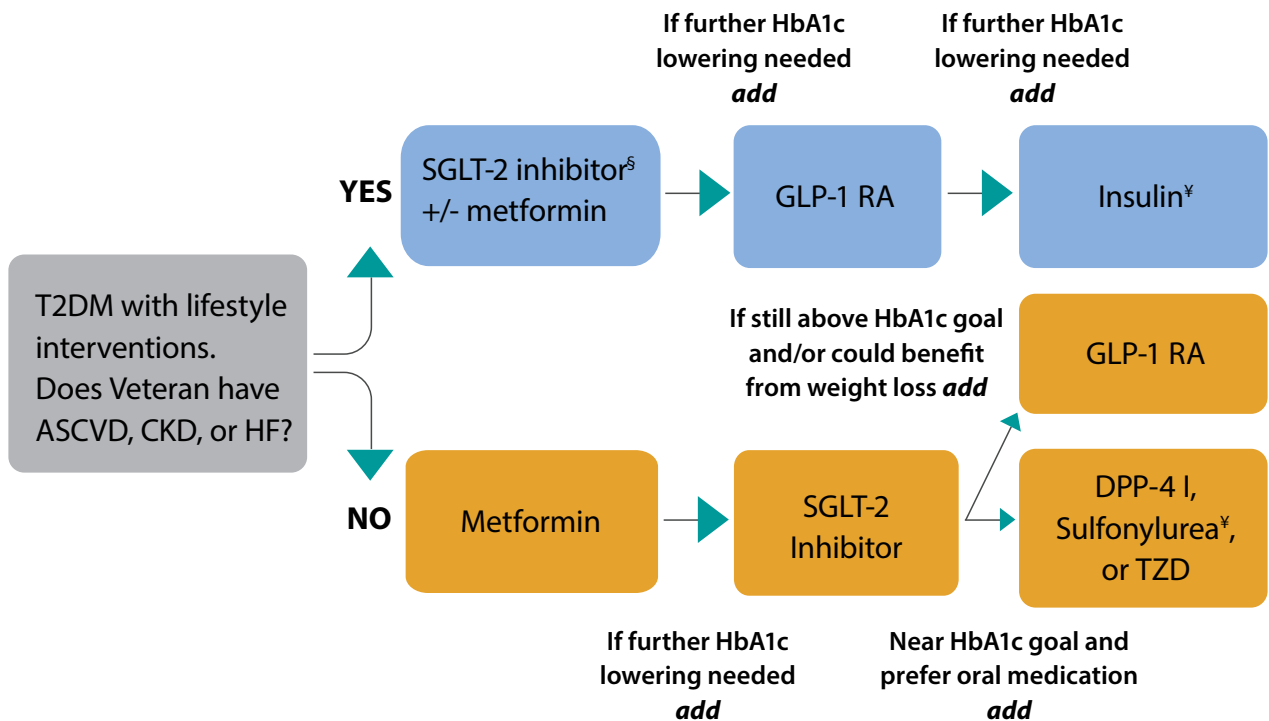 T2DM with lifestyle
interventions.
Does Veteran have
ASCVD, CKD, or HF?
YES
SGLT-2 inhibitor§
+/- metformin
If further HbA1c
lowering needed
add
GLP-1 RA
If further HbA1c
lowering needed
add
Insulin¥
NO
Metformin
If further HbA1c
lowering needed
add
SGLT-2
Inhibitor
If still above HbA1c goal
and/or could benefit
from weight loss add
GLP-1 RA
Near HbA1c goal and
prefer oral medication
add
DPP-4 I,
Sulfonylurea¥,
or TZD